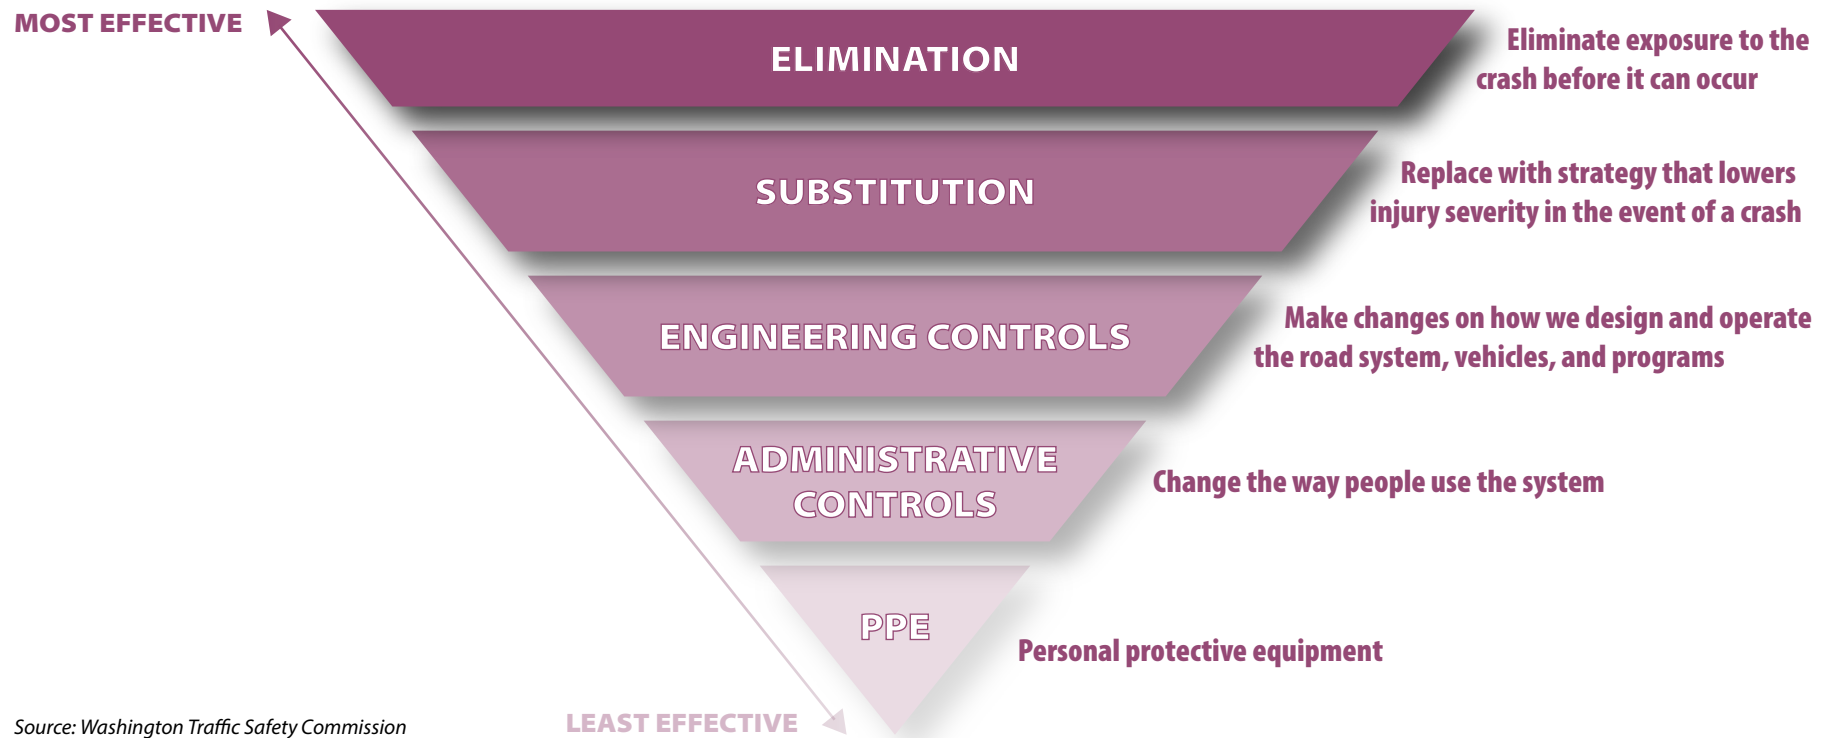 MOST EFFECTIVE
ELIMINATION
Eliminate exposure to the
crash before it can occur
SUBSTITUTION
Replace with strategy that lowers
injury severity in the event of a crash
ENGINEERING CONTROLS
Make changes on how we design and operate
the road system, vehicles, and programs
ADMINISTRATIVE
CONTROLS
Change the way people use the system
PPE
Personal protective equipment
LEAST EFFECTIVE
Source: Washington Traffic Safety Commission